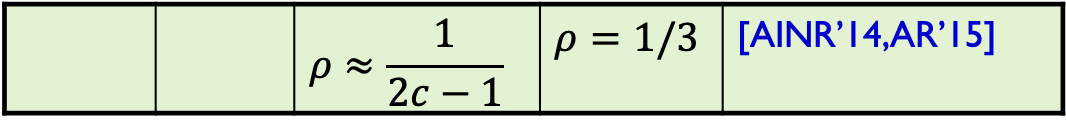 ρ ≈ 1/(2c − 1)
ρ = 1/3
[AINR'14,AR'15]